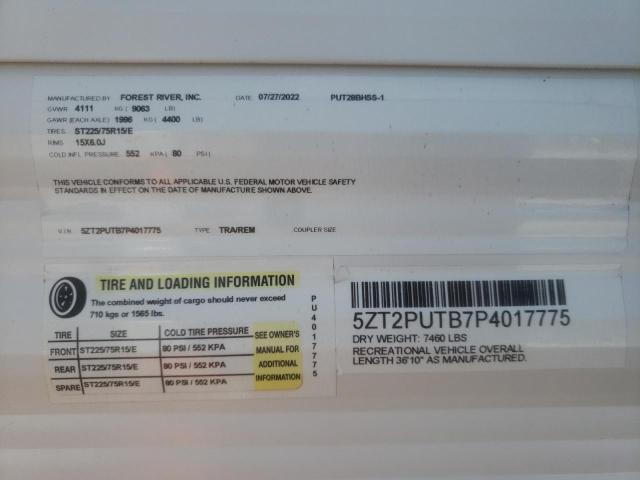 MANUFACTURED BY FOREST RIVER, INC. DATE 07/27/2022 PUT28BHSS-1
GVWR 4111 KG ( 9063 LB)
GAWR (EACH AXLE) 1996 KG ( 4400 LB)
TIRES ST225/75R15/E
RIMS 15X6.0J
COLD INFL. PRESSURE 552 KPA ( 80 PSI)
THIS VEHICLE CONFORMS TO ALL APPLICABLE U.S. FEDERAL MOTOR VEHICLE SAFETY
STANDARDS IN EFFECT ON THE DATE OF MANUFACTURE SHOWN ABOVE.
V.I.N. 5ZT2PUTB7P4017775 TYPE TRA/REM COUPLER SIZE
TIRE AND LOADING INFORMATION
The combined weight of cargo should never exceed
710 kgs or 1565 lbs.
TIRE SIZE COLD TIRE PRESSURE SEE OWNER'S
FRONT ST225/75R15/E 80 PSI / 552 KPA MANUAL FOR
REAR ST225/75R15/E 80 PSI / 552 KPA ADDITIONAL
SPARE ST225/75R15/E 80 PSI / 552 KPA INFORMATION
PU4017775
5ZT2PUTB7P4017775
DRY WEIGHT: 7460 LBS
RECREATIONAL VEHICLE OVERALL
LENGTH 36'10" AS MANUFACTURED.